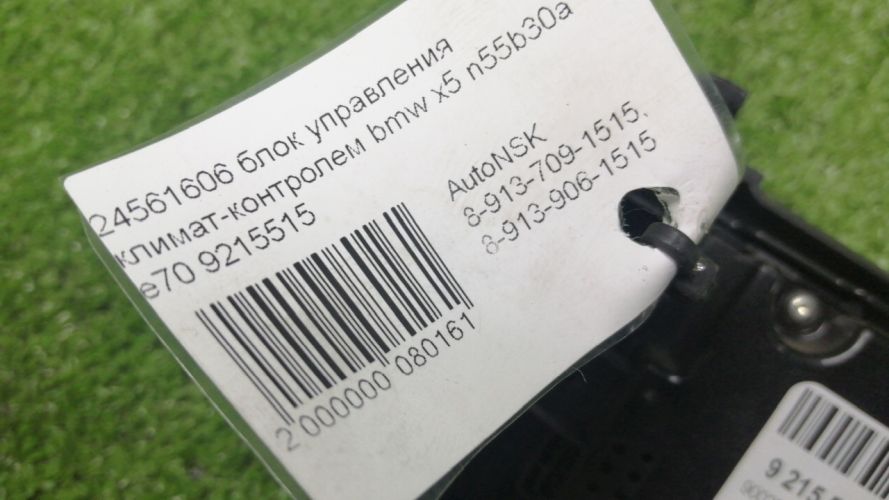 24561606 блок управления
климат-контролем bmw x5 n55b30a
e70 9215515
AutoNSK
8-913-709-1515,
8-913-906-1515
2 000000 080161
9 215